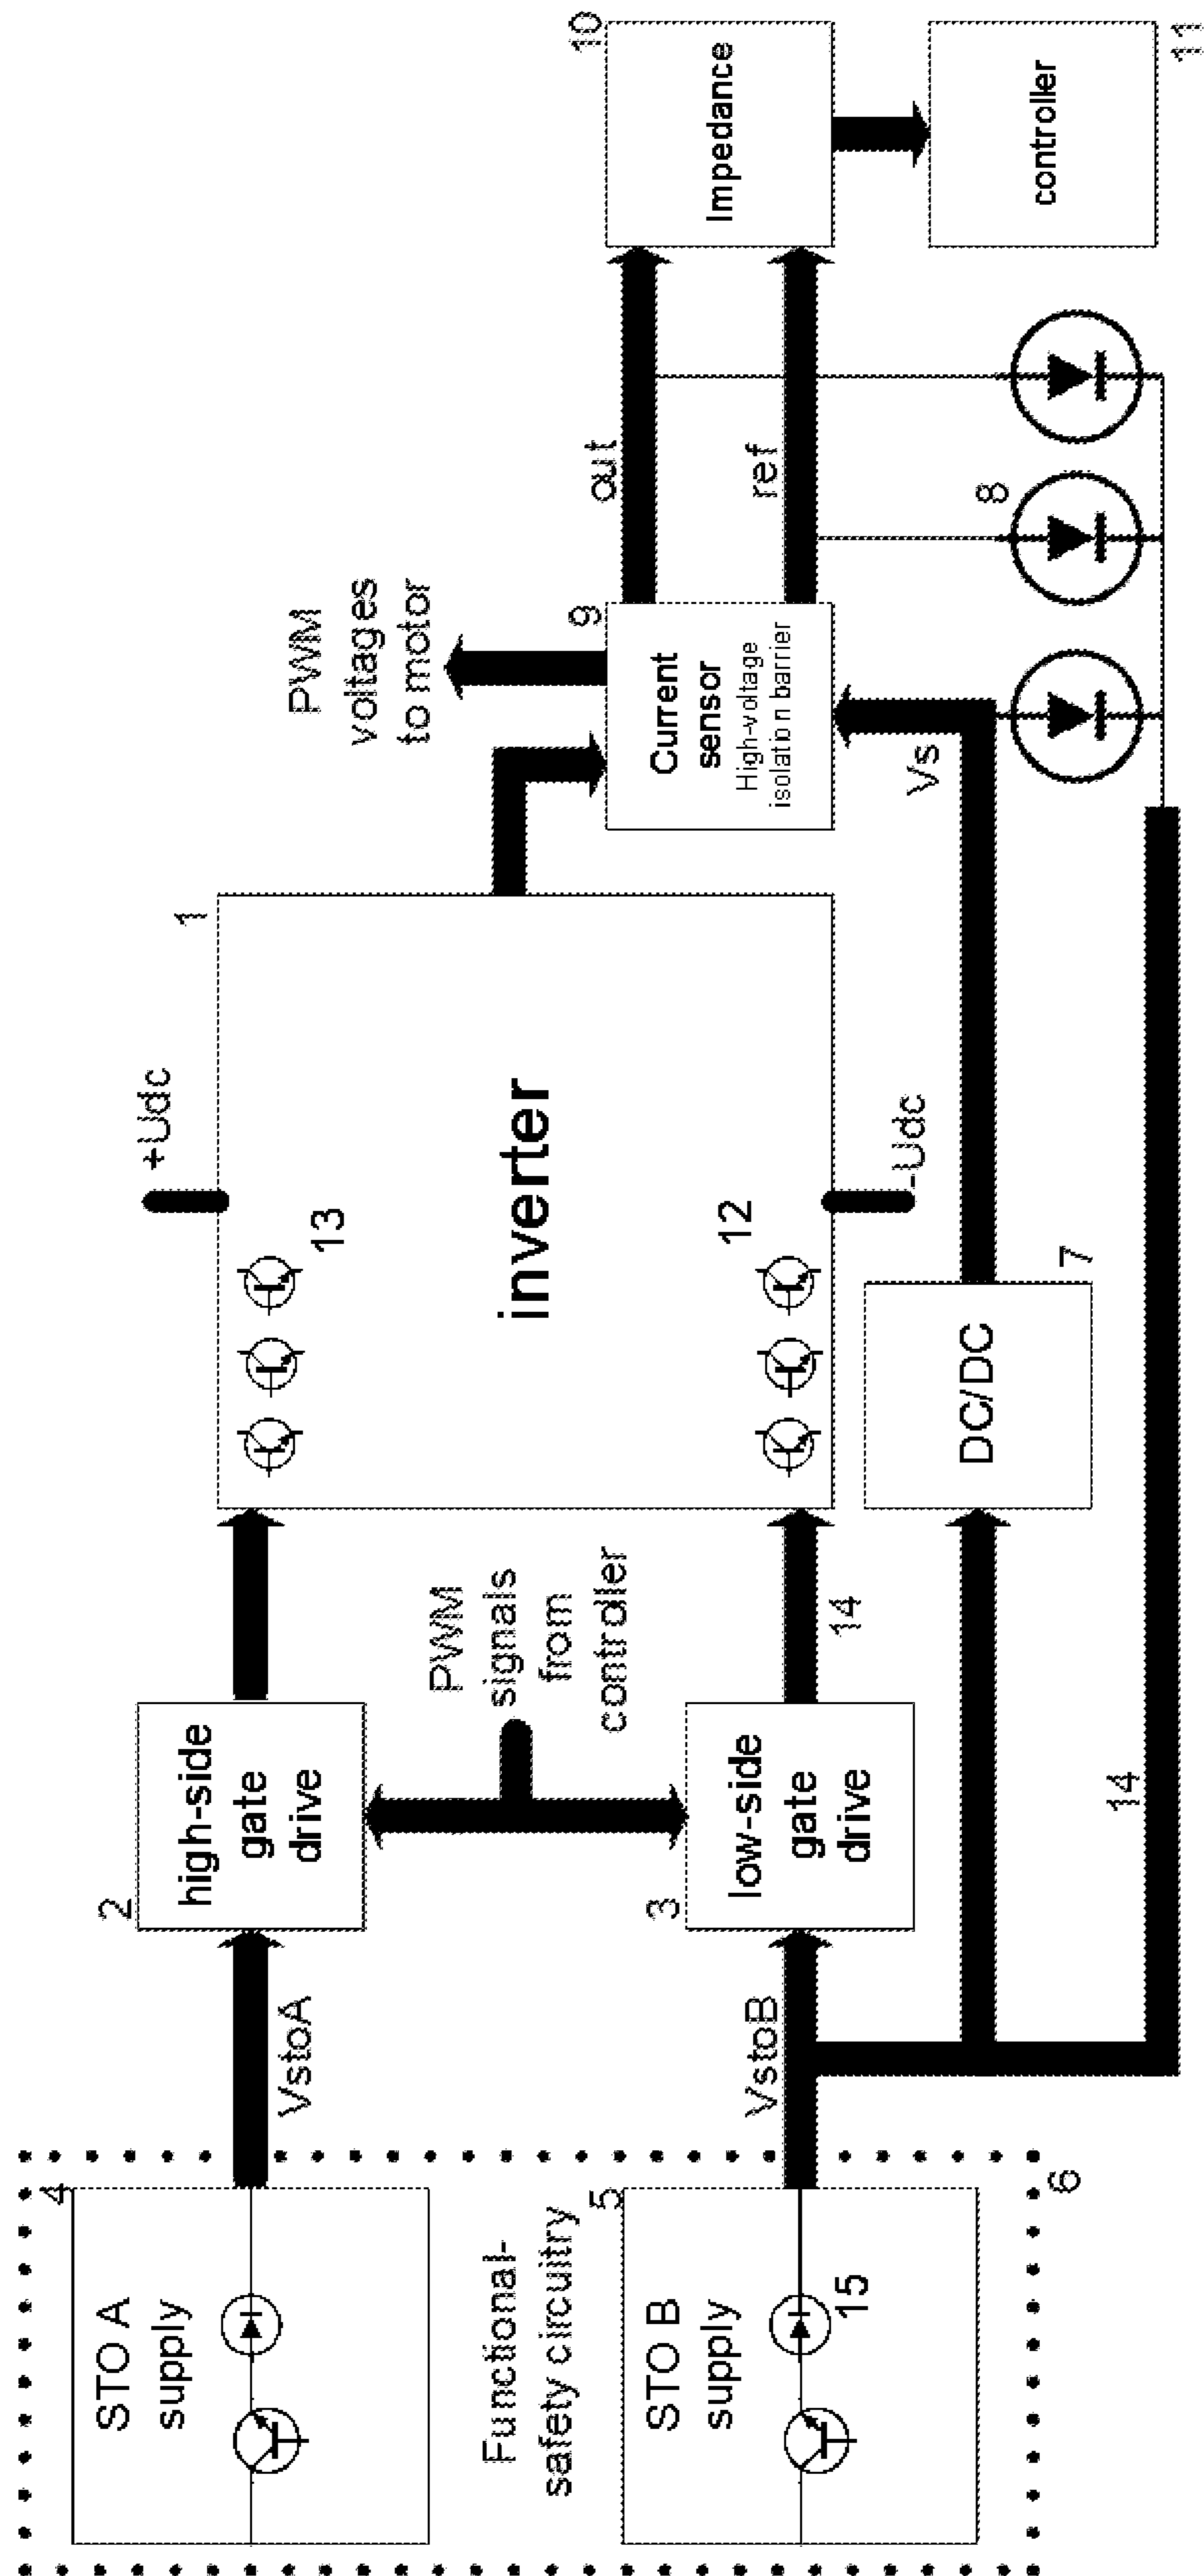 4
STO A
supply
Functional-
safety circuitry
5
STO B
supply
15
6
VstoA
VstoB
2
high-side
gate
drive
PWM
signals
from
controller
3
low-side
gate
drive
14
14
1
+Udc
13
inverter
12
-Udc
DC/DC
7
PWM
voltages
to motor
9
Current
sensor
High-voltage
isolation barrier
Vs
out
ref
8
10
Impedance
controller
11